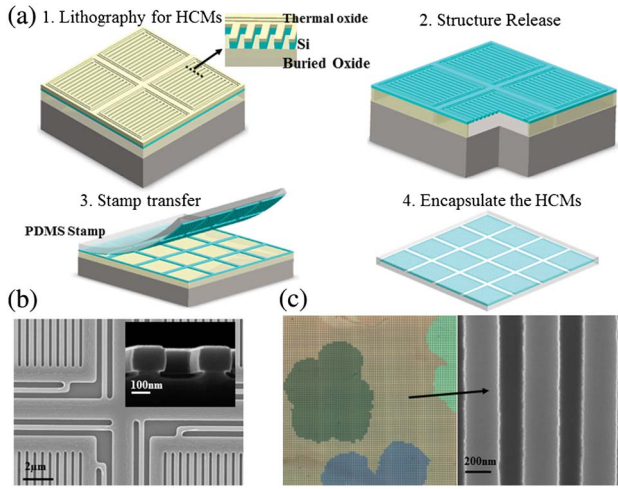 (a)
1. Lithography for HCMs
Thermal oxide
Si
Buried Oxide
2. Structure Release
3. Stamp transfer
PDMS Stamp
4. Encapsulate the HCMs
(b)
100nm
2μm
(c)
200nm